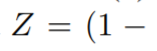 Z = (1 −